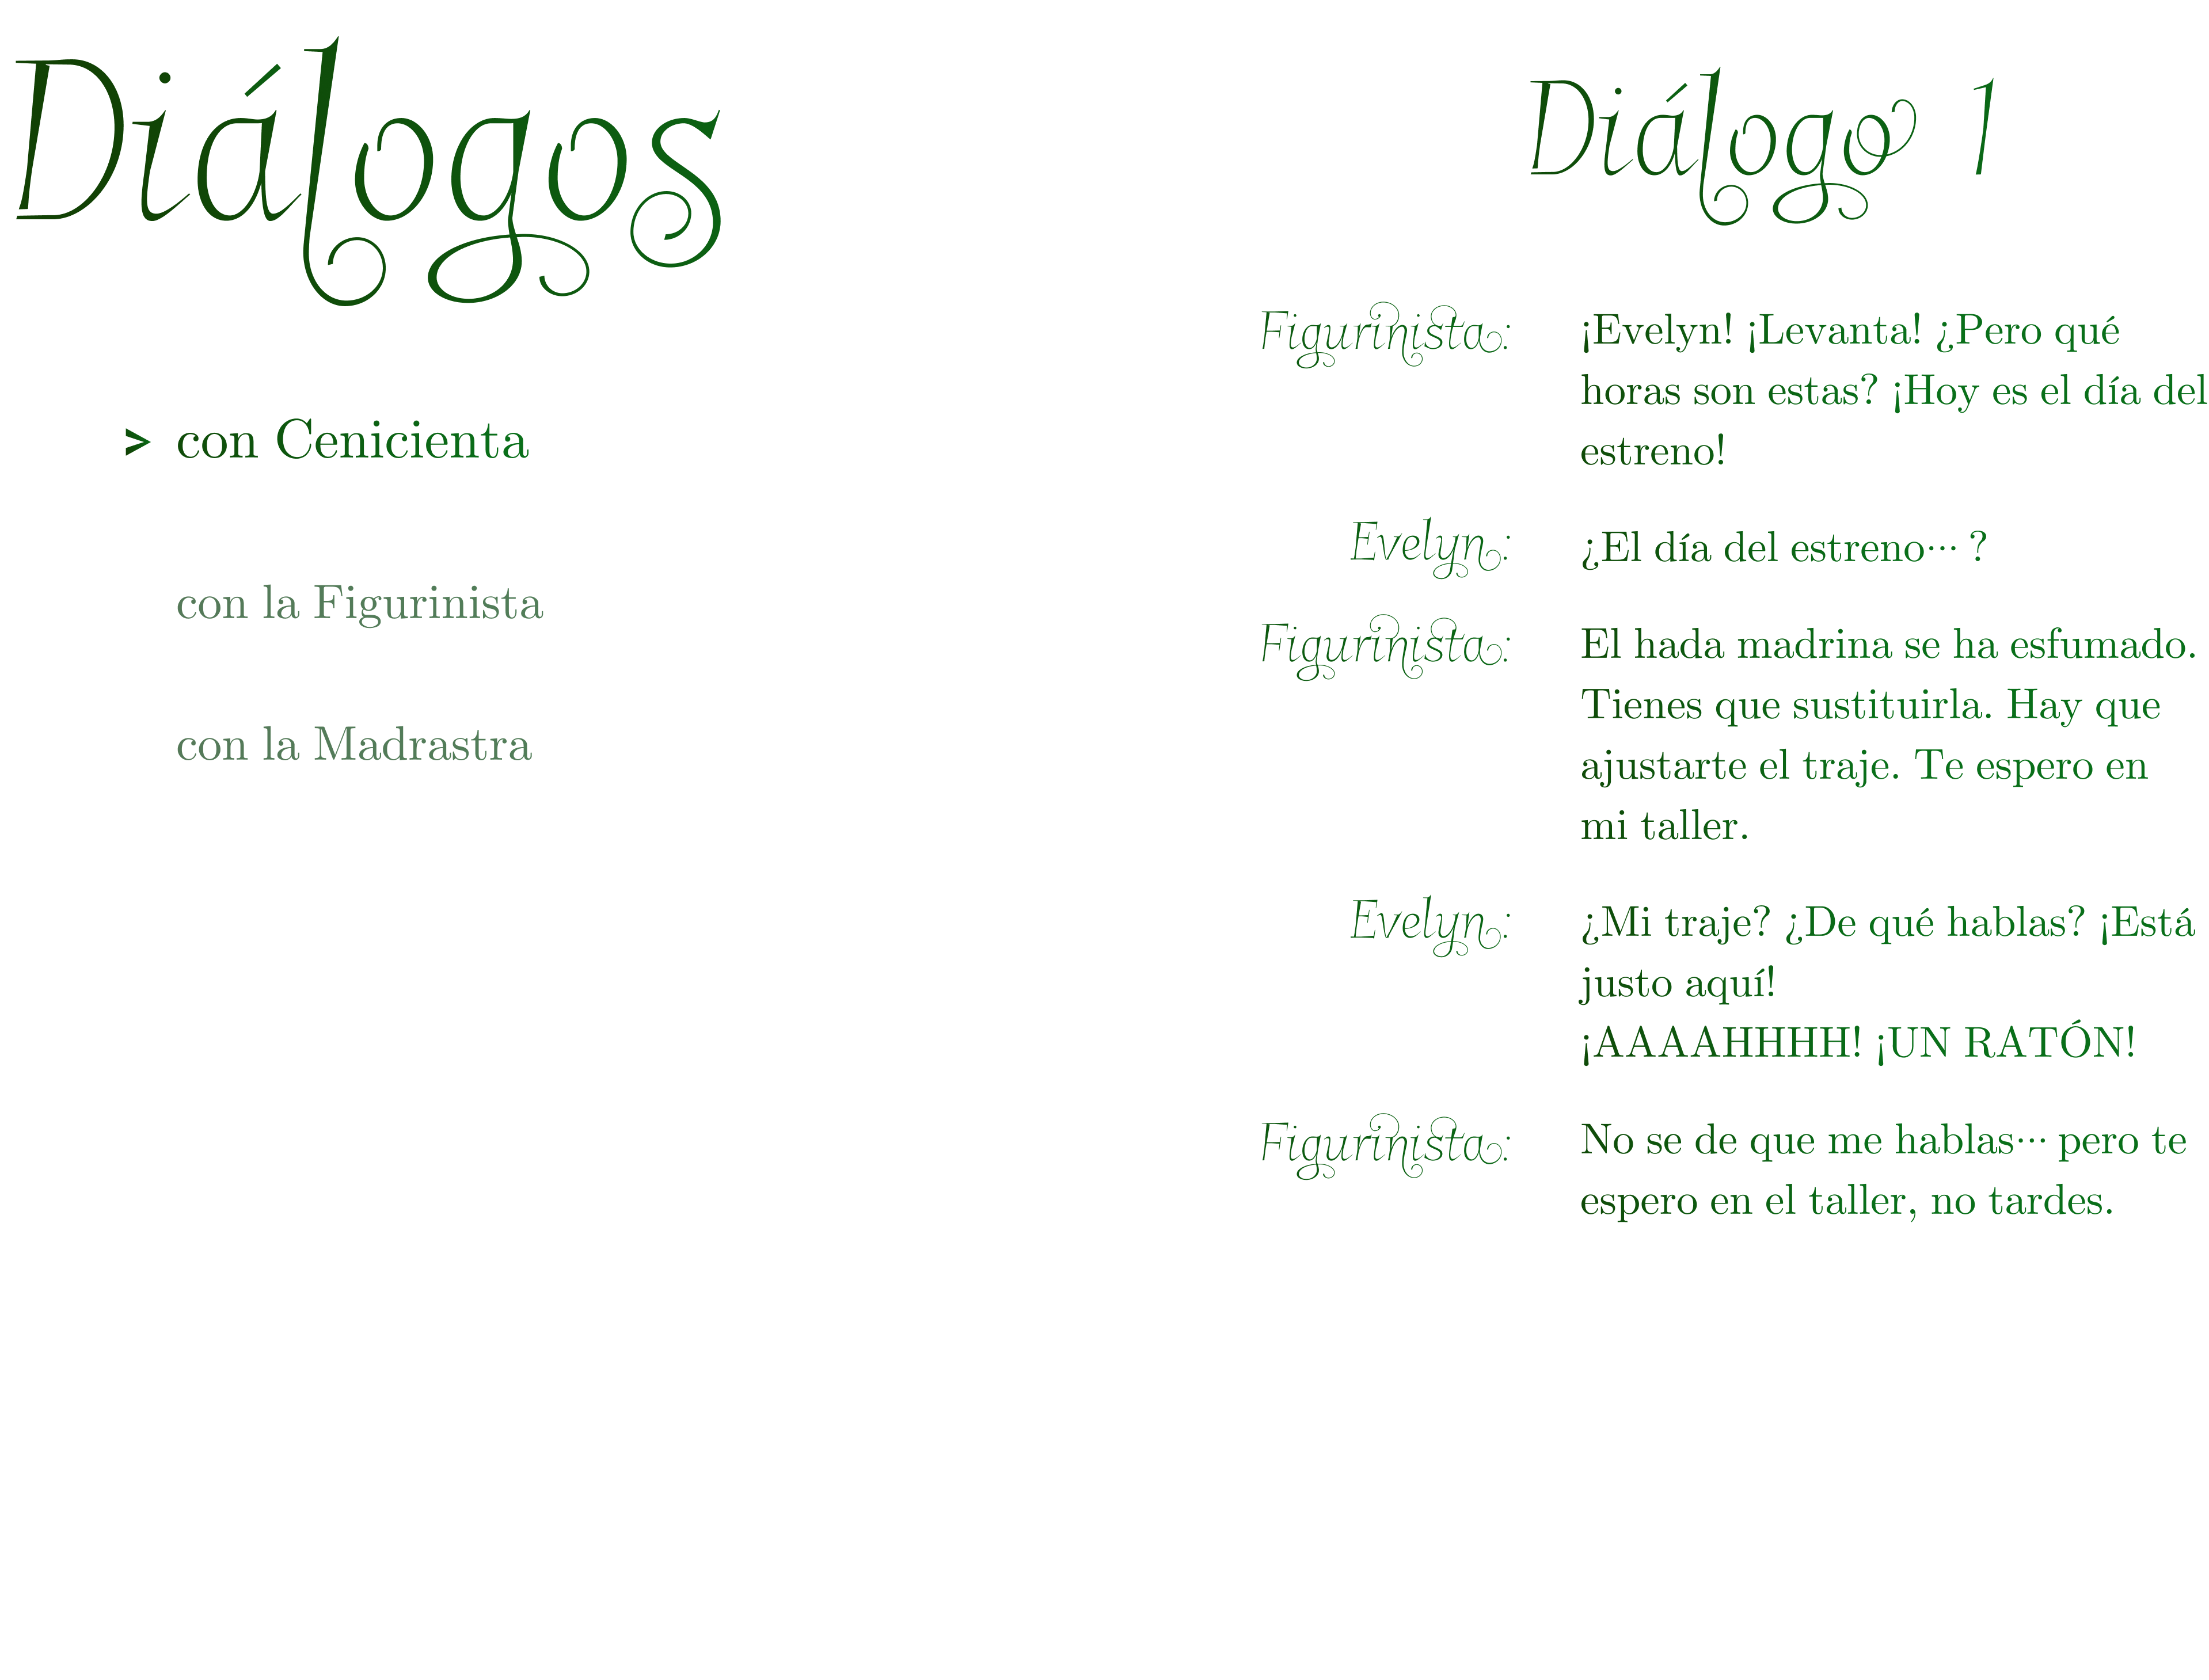 Diálogos
> con Cenicienta
con la Figurinista
con la Madrastra
Diálogo 1
Figurinista: ¡Evelyn! ¡Levanta! ¿Pero qué
horas son estas? ¡Hoy es el día del
estreno!
Evelyn: ¿El día del estreno··· ?
Figurinista: El hada madrina se ha esfumado.
Tienes que sustituirla. Hay que
ajustarte el traje. Te espero en
mi taller.
Evelyn: ¿Mi traje? ¿De qué hablas? ¡Está
justo aquí!
¡AAAAHHHH! ¡UN RATÓN!
Figurinista: No se de que me hablas··· pero te
espero en el taller, no tardes.